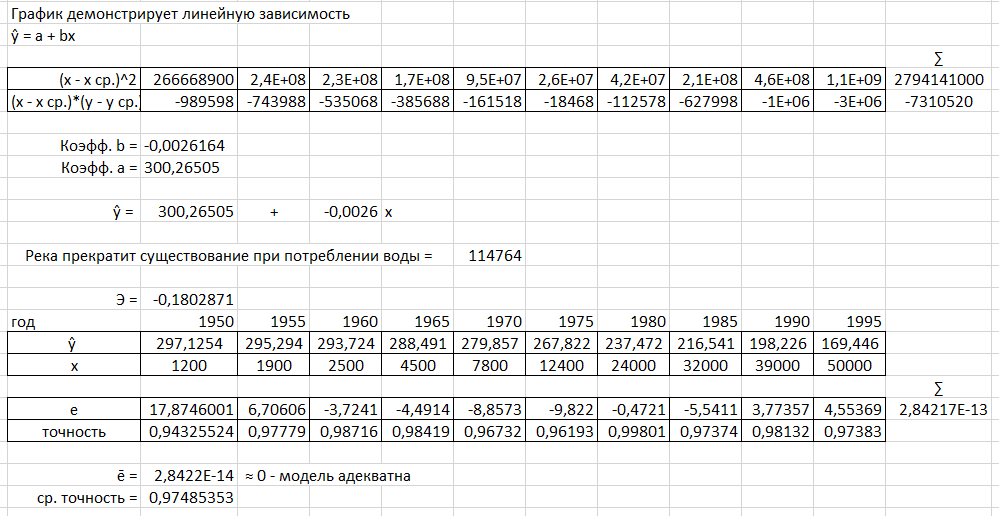 График демонстрирует линейную зависимость
ŷ = a + bx
∑
(x - x ср.)^2 266668900 2,4E+08 2,3E+08 1,7E+08 9,5E+07 2,6E+07 4,2E+07 2,1E+08 4,6E+08 1,1E+09 2794141000
(x - x ср.)*(y - y ср. -989598 -743988 -535068 -385688 -161518 -18468 -112578 -627998 -1E+06 -3E+06 -7310520
Коэфф. b = -0,0026164
Коэфф. a = 300,26505
ŷ = 300,26505 + -0,0026 x
Река прекратит существование при потреблении воды = 114764
Э = -0,1802871
год 1950 1955 1960 1965 1970 1975 1980 1985 1990 1995
ŷ 297,1254 295,294 293,724 288,491 279,857 267,822 237,472 216,541 198,226 169,446
x 1200 1900 2500 4500 7800 12400 24000 32000 39000 50000
∑
e 17,8746001 6,70606 -3,7241 -4,4914 -8,8573 -9,822 -0,4721 -5,5411 3,77357 4,55369 2,84217E-13
точность 0,94325524 0,97779 0,98716 0,98419 0,96732 0,96193 0,99801 0,97374 0,98132 0,97383
ē = 2,8422E-14 ≈ 0 - модель адекватна
ср. точность = 0,97485353